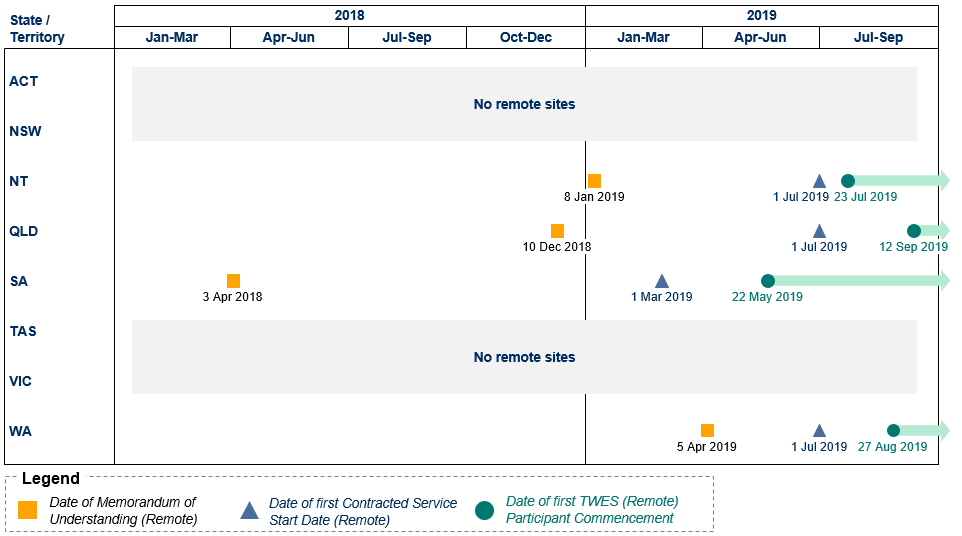 State /
Territory
2018
2019
Jan-Mar
Apr-Jun
Jul-Sep
Oct-Dec
Jan-Mar
Apr-Jun
Jul-Sep
ACT
No remote sites
NSW
NT
8 Jan 2019
1 Jul 2019
23 Jul 2019
QLD
10 Dec 2018
1 Jul 2019
12 Sep 2019
SA
3 Apr 2018
1 Mar 2019
22 May 2019
TAS
No remote sites
VIC
WA
5 Apr 2019
1 Jul 2019
27 Aug 2019
Legend
Date of Memorandum of
Understanding (Remote)
Date of first Contracted Service
Start Date (Remote)
Date of first TWES (Remote)
Participant Commencement